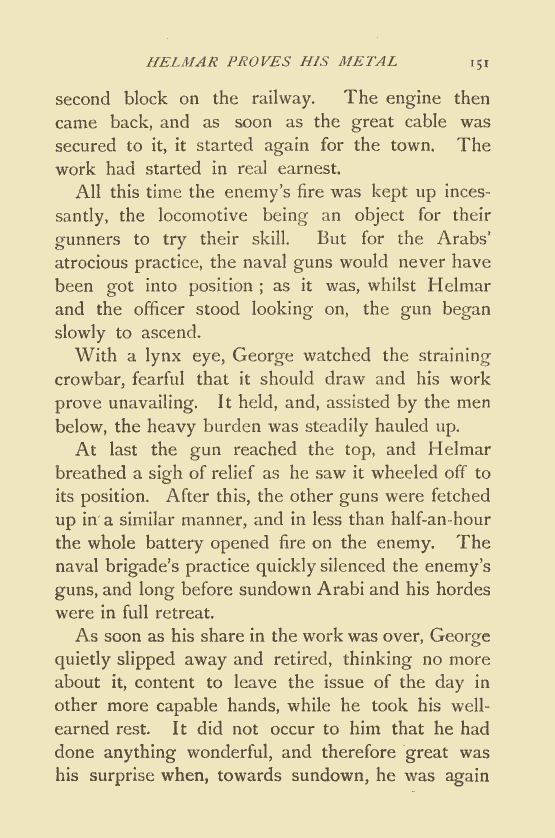 HELMAR PROVES HIS METAL 151
second block on the railway. The engine then
came back, and as soon as the great cable was
secured to it, it started again for the town. The
work had started in real earnest.
All this time the enemy's fire was kept up inces-
santly, the locomotive being an object for their
gunners to try their skill. But for the Arabs'
atrocious practice, the naval guns would never have
been got into position ; as it was, whilst Helmar
and the officer stood looking on, the gun began
slowly to ascend.
With a lynx eye, George watched the straining
crowbar, fearful that it should draw and his work
prove unavailing. It held, and, assisted by the men
below, the heavy burden was steadily hauled up.
At last the gun reached the top, and Helmar
breathed a sigh of relief as he saw it wheeled off to
its position. After this, the other guns were fetched
up in a similar manner, and in less than half-an-hour
the whole battery opened fire on the enemy. The
naval brigade's practice quickly silenced the enemy's
guns, and long before sundown Arabi and his hordes
were in full retreat.
As soon as his share in the work was over, George
quietly slipped away and retired, thinking no more
about it, content to leave the issue of the day in
other more capable hands, while he took his well-
earned rest. It did not occur to him that he had
done anything wonderful, and therefore great was
his surprise when, towards sundown, he was again